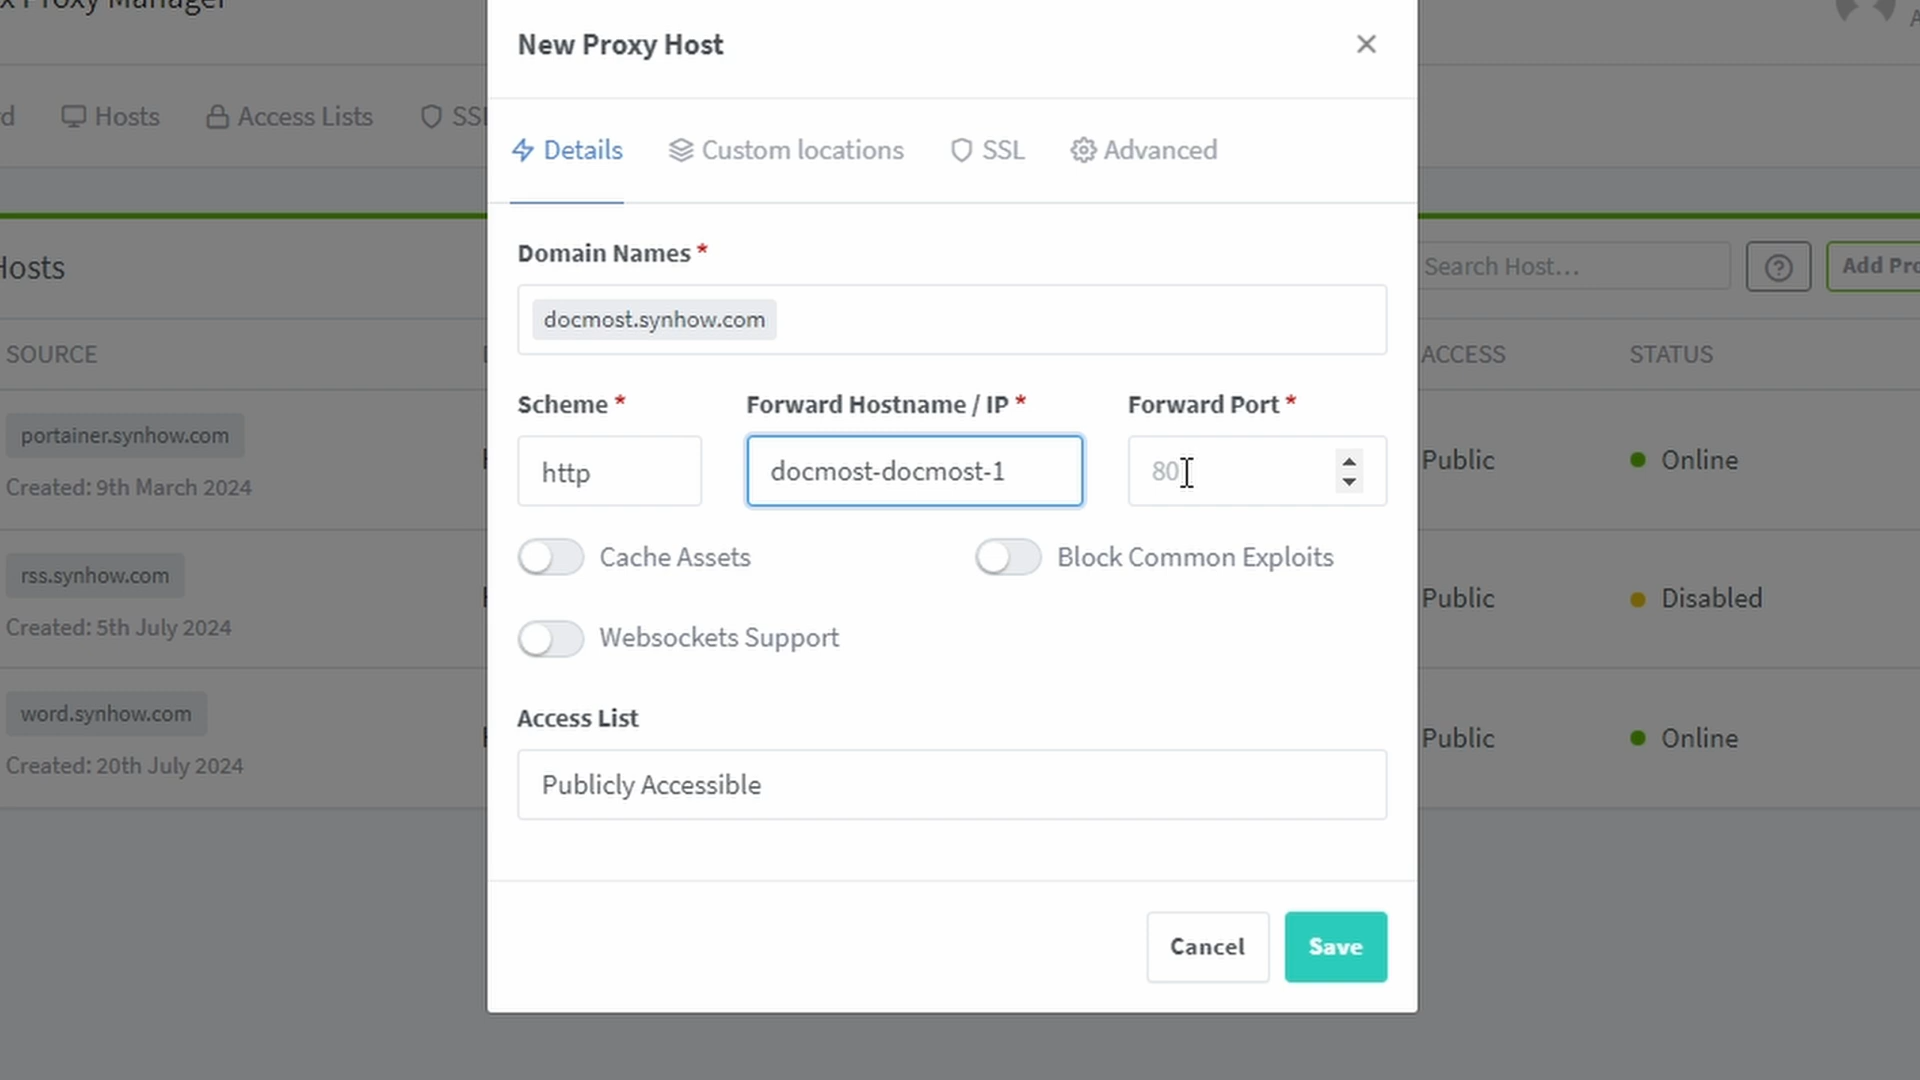 x Proxy Manager
New Proxy Host
Hosts
Access Lists
SSL
Details
Custom locations
SSL
Advanced
Domain Names *
docmost.synhow.com
Hosts
Search Host…
Add Pro
SOURCE
ACCESS
STATUS
Scheme *
Forward Hostname / IP *
Forward Port *
http
docmost-docmost-1
80
portainer.synhow.com
Created: 9th March 2024
Public
Online
Cache Assets
Block Common Exploits
rss.synhow.com
Created: 5th July 2024
Public
Disabled
Websockets Support
word.synhow.com
Created: 20th July 2024
Public
Online
Access List
Publicly Accessible
Cancel
Save